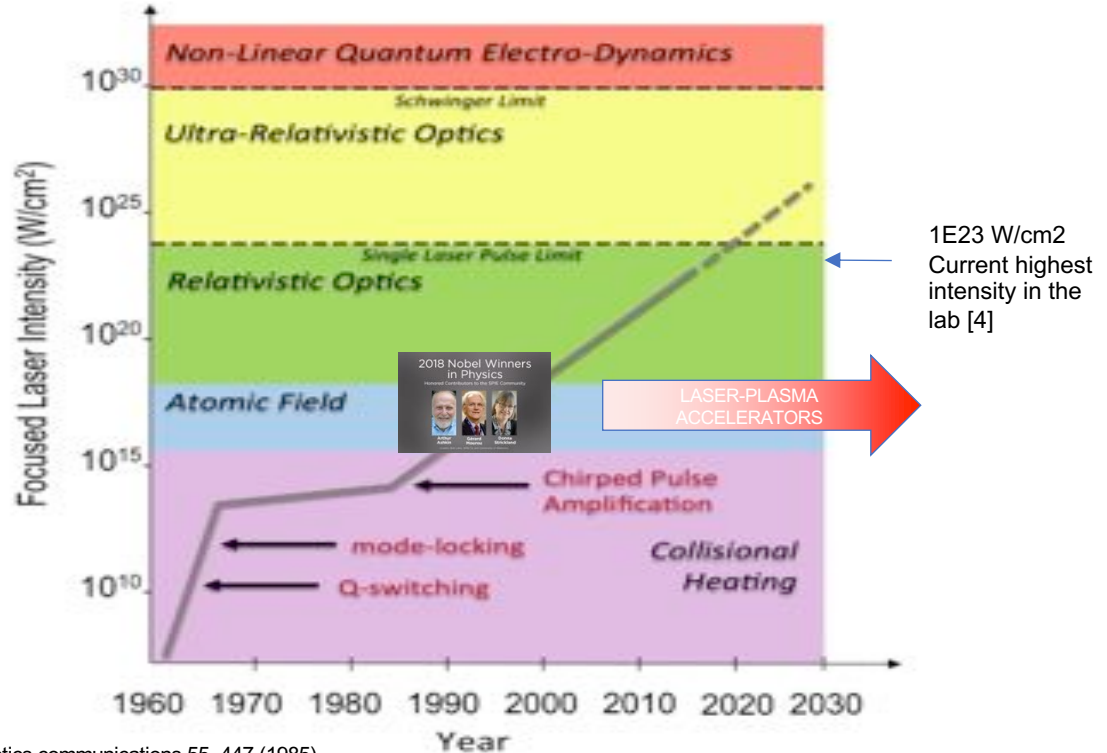 Non-Linear Quantum Electro-Dynamics
10^30
Schwinger Limit
Ultra-Relativistic Optics
10^25
Single Laser Pulse Limit
Relativistic Optics
1E23 W/cm2
Current highest
intensity in the
lab [4]
10^20
2018 Nobel Winners
in Physics
Atomic Field
LASER-PLASMA
ACCELERATORS
10^15
Chirped Pulse
Amplification
mode-locking
Collisional
Heating
10^10
Q-switching
Focused Laser Intensity (W/cm²)
1960 1970 1980 1990 2000 2010 2020 2030
Year
tics communications 55, 447 (1985)